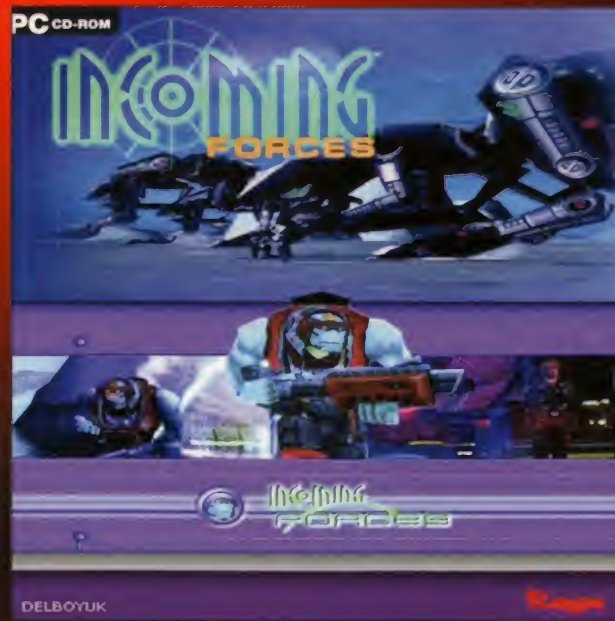 PC CD-ROM
INCOMING
FORCES
INCOMING
FORCES
DELBOYUK
Rage